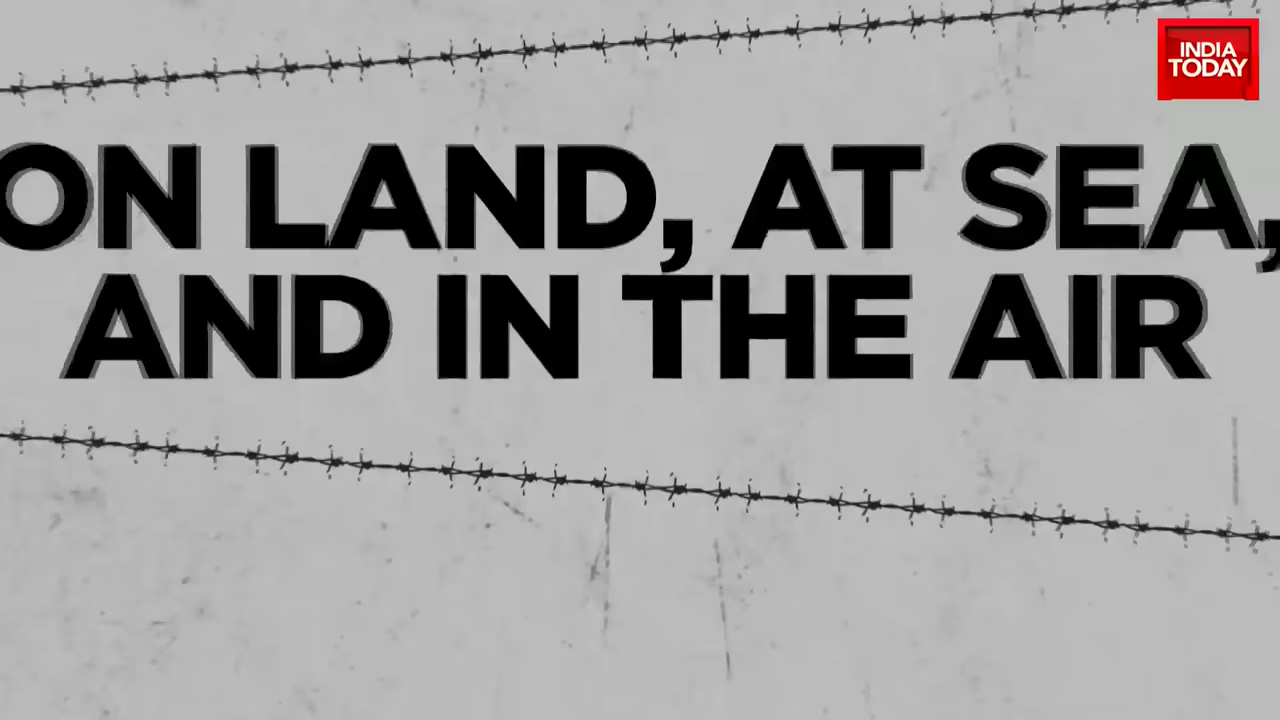 INDIA
TODAY
ON LAND, AT SEA,
AND IN THE AIR